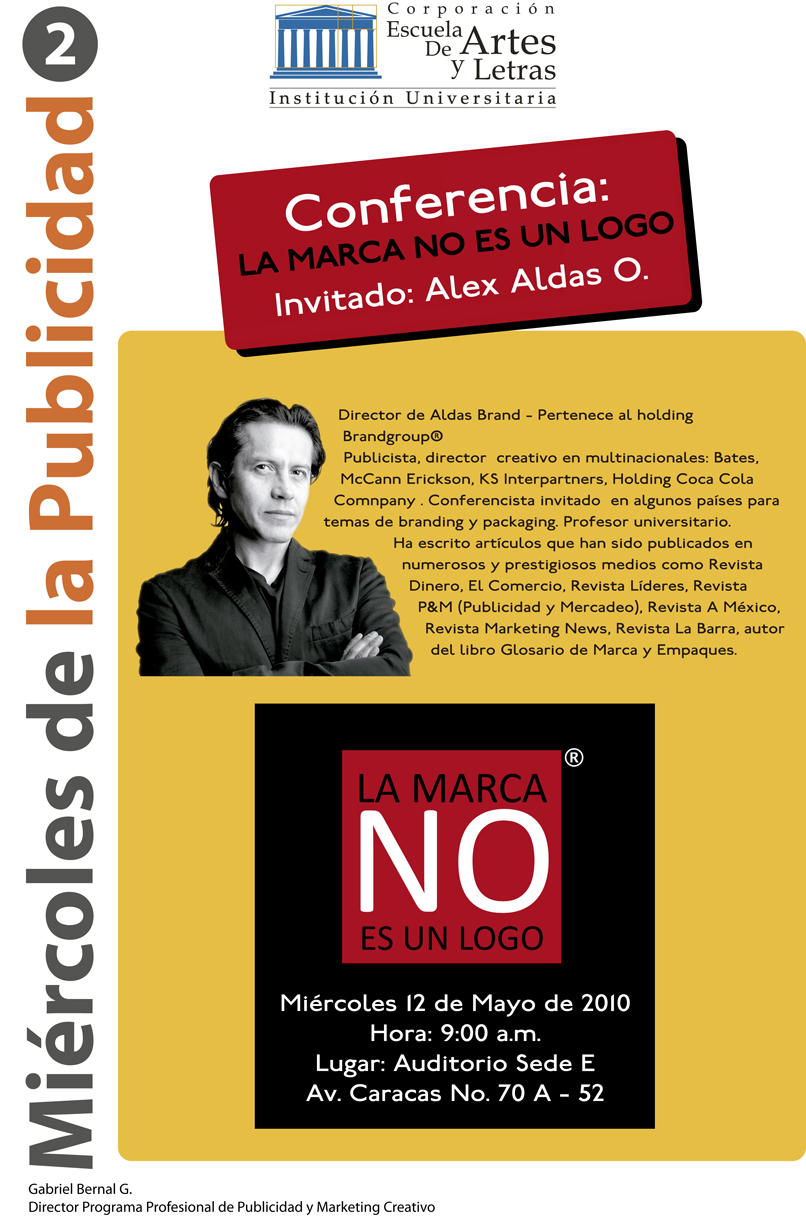 Corporación
Escuela
De Artes
y Letras
Institución Universitaria
Miércoles de la Publicidad 2
Conferencia:
LA MARCA NO ES UN LOGO
Invitado: Alex Aldas O.
Director de Aldas Brand - Pertenece al holding
Brandgroup®
Publicista, director creativo en multinacionales: Bates,
McCann Erickson, KS Interpartners, Holding Coca Cola
Comnpany . Conferencista invitado en algunos países para
temas de branding y packaging. Profesor universitario.
Ha escrito artículos que han sido publicados en
numerosos y prestigiosos medios como Revista
Dinero, El Comercio, Revista Líderes, Revista
P&M (Publicidad y Mercadeo), Revista A México,
Revista Marketing News, Revista La Barra, autor
del libro Glosario de Marca y Empaques.
LA MARCA ®
NO
ES UN LOGO
Miércoles 12 de Mayo de 2010
Hora: 9:00 a.m.
Lugar: Auditorio Sede E
Av. Caracas No. 70 A - 52
Gabriel Bernal G.
Director Programa Profesional de Publicidad y Marketing Creativo